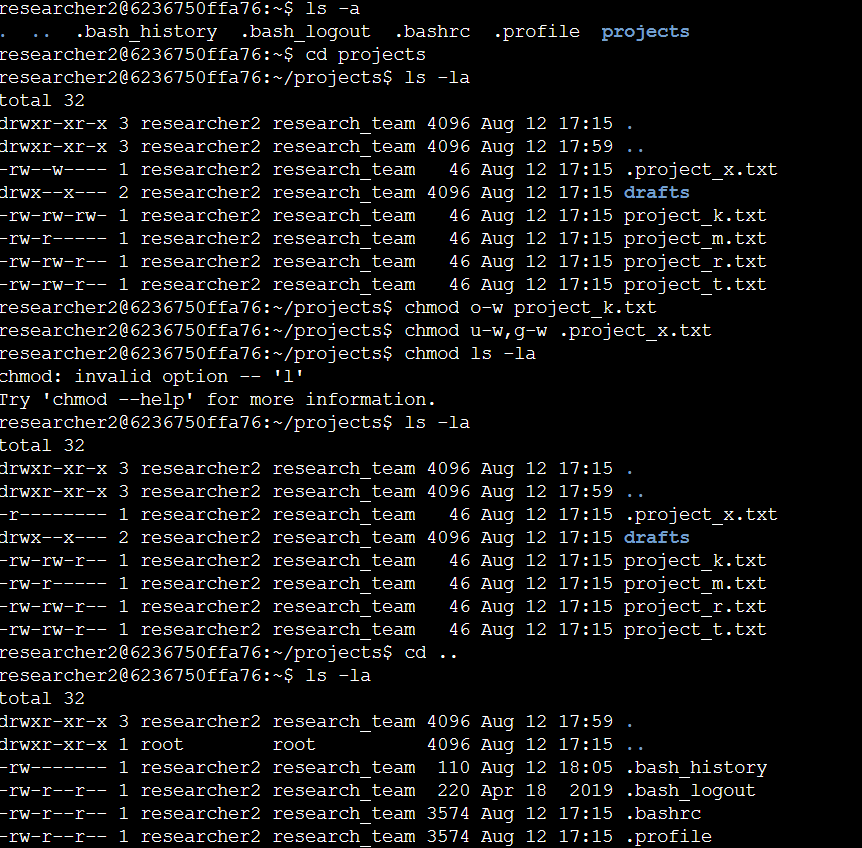 researcher2@6236750ffa76:~$ ls -a
.  ..  .bash_history  .bash_logout  .bashrc  .profile  projects
researcher2@6236750ffa76:~$ cd projects
researcher2@6236750ffa76:~/projects$ ls -la
total 32
drwxr-xr-x 3 researcher2 research_team 4096 Aug 12 17:15 .
drwxr-xr-x 3 researcher2 research_team 4096 Aug 12 17:59 ..
-rw--w---- 1 researcher2 research_team   46 Aug 12 17:15 .project_x.txt
drwx--x--- 2 researcher2 research_team 4096 Aug 12 17:15 drafts
-rw-rw-rw- 1 researcher2 research_team   46 Aug 12 17:15 project_k.txt
-rw-r----- 1 researcher2 research_team   46 Aug 12 17:15 project_m.txt
-rw-rw-r-- 1 researcher2 research_team   46 Aug 12 17:15 project_r.txt
-rw-rw-r-- 1 researcher2 research_team   46 Aug 12 17:15 project_t.txt
researcher2@6236750ffa76:~/projects$ chmod o-w project_k.txt
researcher2@6236750ffa76:~/projects$ chmod u-w,g-w .project_x.txt
researcher2@6236750ffa76:~/projects$ chmod ls -la
chmod: invalid option -- 'l'
Try 'chmod --help' for more information.
researcher2@6236750ffa76:~/projects$ ls -la
total 32
drwxr-xr-x 3 researcher2 research_team 4096 Aug 12 17:15 .
drwxr-xr-x 3 researcher2 research_team 4096 Aug 12 17:59 ..
-r-------- 1 researcher2 research_team   46 Aug 12 17:15 .project_x.txt
drwx--x--- 2 researcher2 research_team 4096 Aug 12 17:15 drafts
-rw-rw-r-- 1 researcher2 research_team   46 Aug 12 17:15 project_k.txt
-rw-r----- 1 researcher2 research_team   46 Aug 12 17:15 project_m.txt
-rw-rw-r-- 1 researcher2 research_team   46 Aug 12 17:15 project_r.txt
-rw-rw-r-- 1 researcher2 research_team   46 Aug 12 17:15 project_t.txt
researcher2@6236750ffa76:~/projects$ cd ..
researcher2@6236750ffa76:~$ ls -la
total 32
drwxr-xr-x 3 researcher2 research_team 4096 Aug 12 17:59 .
drwxr-xr-x 1 root        root          4096 Aug 12 17:15 ..
-rw------- 1 researcher2 research_team  110 Aug 12 18:05 .bash_history
-rw-r--r-- 1 researcher2 research_team  220 Apr 18  2019 .bash_logout
-rw-r--r-- 1 researcher2 research_team 3574 Aug 12 17:15 .bashrc
-rw-r--r-- 1 researcher2 research_team 3574 Aug 12 17:15 .profile